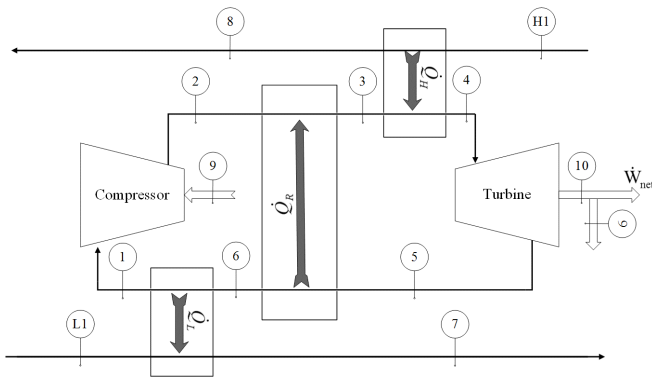 8
H1
Q̇_H
2
3
4
9
10
Compressor
Turbine
Ẇ_net
Q̇_R
9
1
6
5
Q̇_L
L1
7